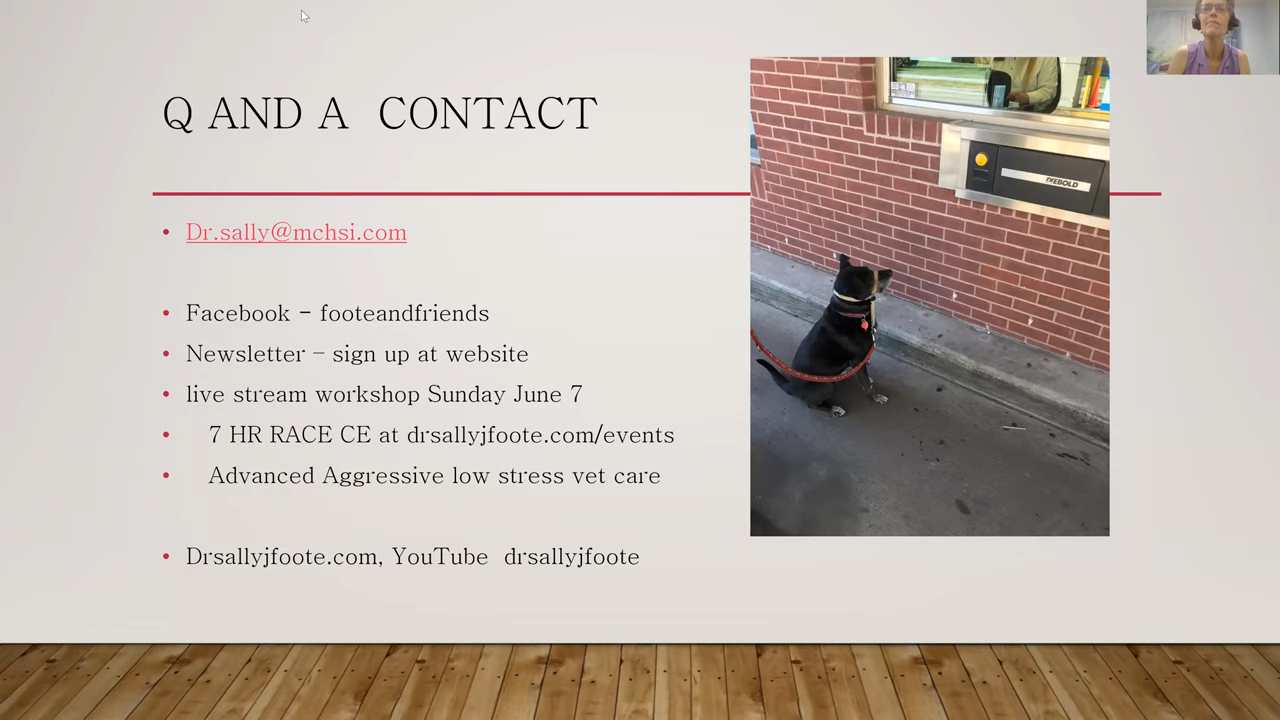 Q AND A CONTACT
Dr.sally@mchsi.com
Facebook – footeandfriends
Newsletter – sign up at website
live stream workshop Sunday June 7
7 HR RACE CE at drsallyjfoote.com/events
Advanced Aggressive low stress vet care
Drsallyjfoote.com, YouTube drsallyjfoote
DIEBOLD